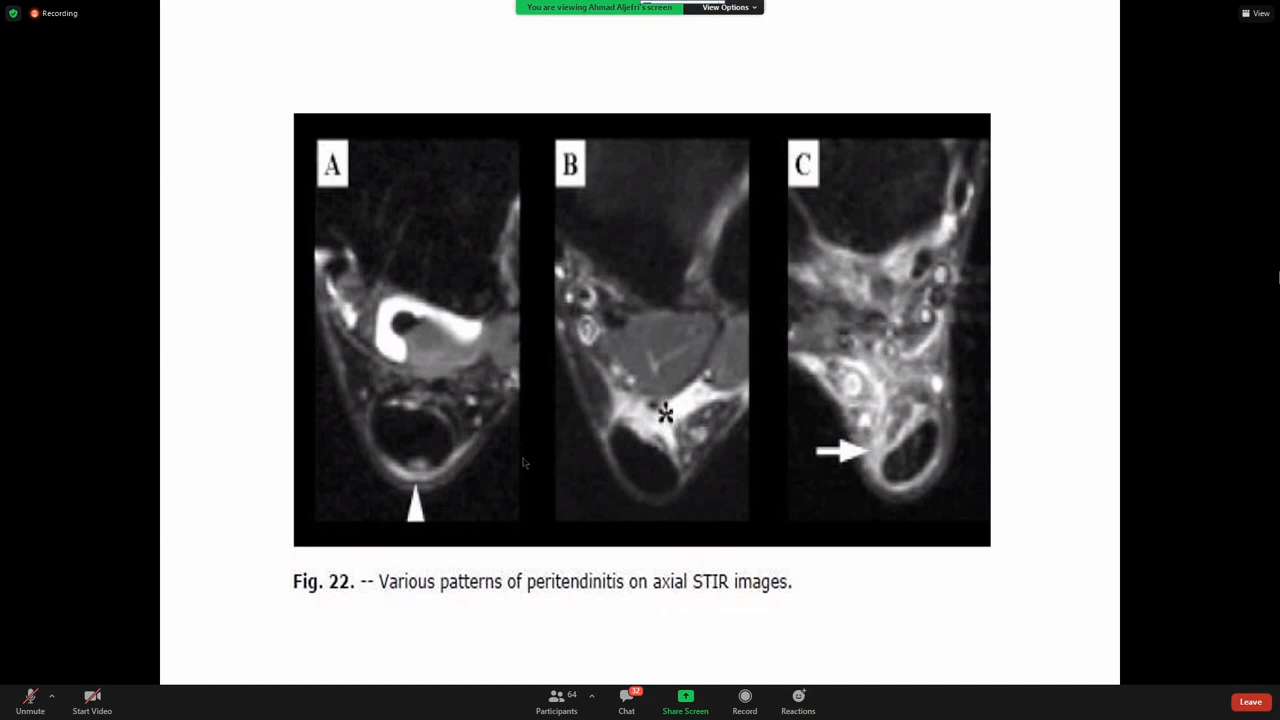 Recording
You are viewing Ahmad Aljefri's screen
View Options
View
A
B
C
*
Fig. 22. -- Various patterns of peritendinitis on axial STIR images.
Unmute
Start Video
Participants
64
Chat
32
Share Screen
Record
Reactions
Leave